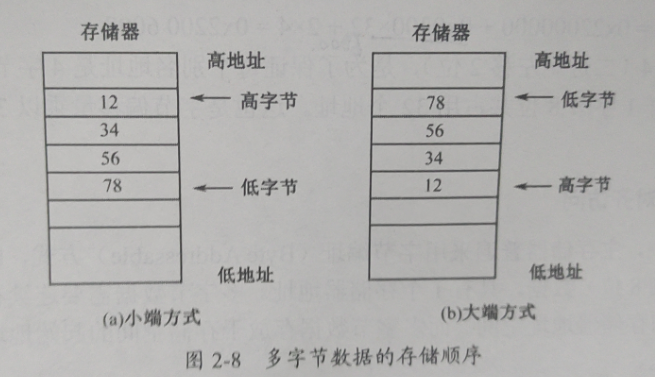 存储器 存储器
高地址 高地址
12 高字节 78 低字节
34 56
56 34
78 低字节 12 高字节
低地址 低地址
(a)小端方式 (b)大端方式
图 2-8 多字节数据的存储顺序